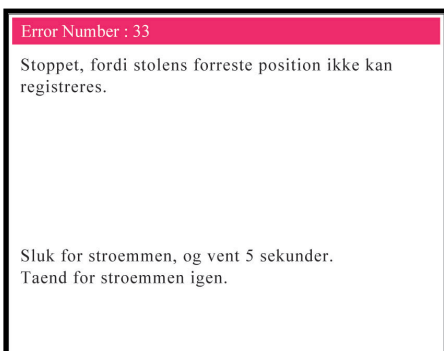 Error Number : 33
Stoppet, fordi stolens forreste position ikke kan
registreres.
Sluk for stroemmen, og vent 5 sekunder.
Taend for stroemmen igen.